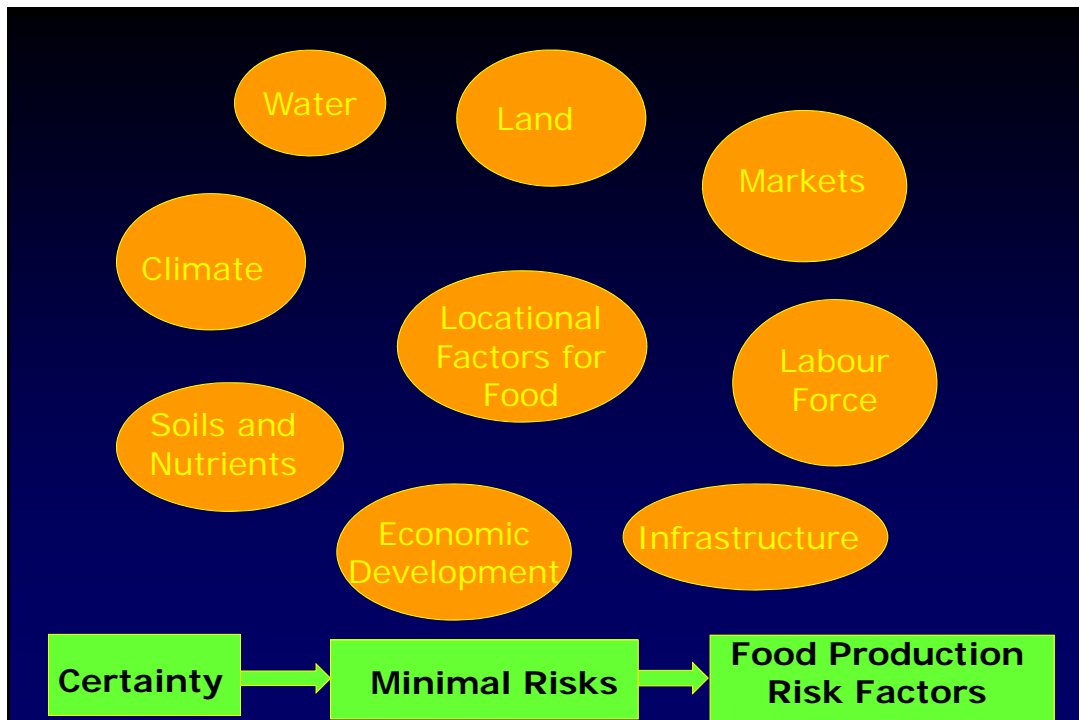 Water
Land
Markets
Climate
Locational
Factors for
Food
Labour
Force
Soils and
Nutrients
Economic
Development
Infrastructure
Certainty
Minimal Risks
Food Production
Risk Factors